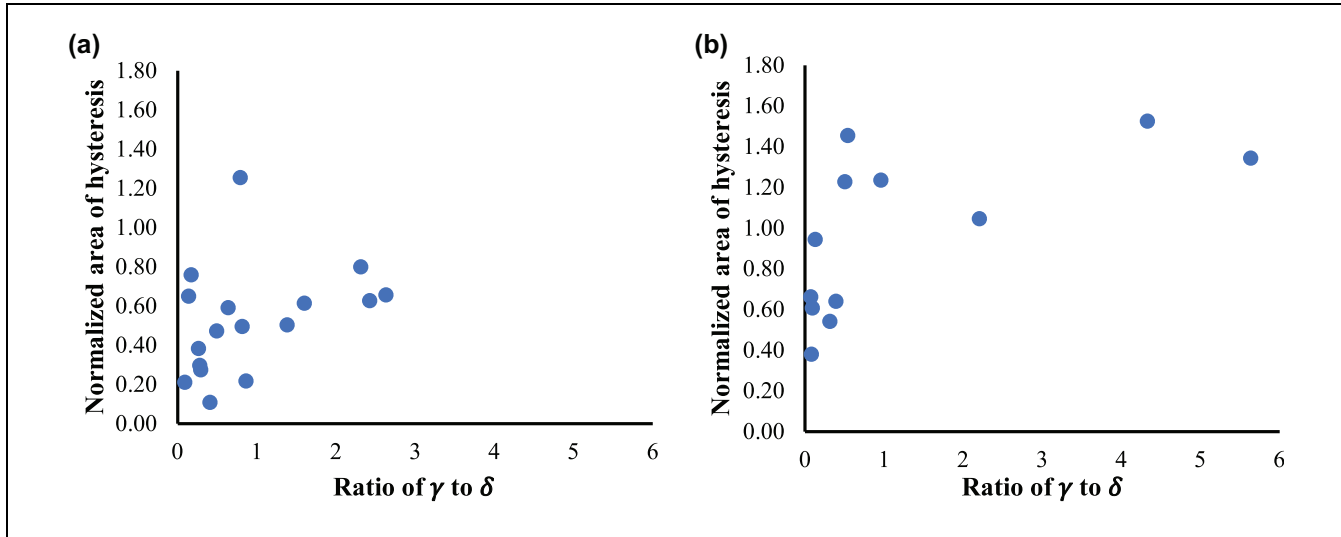 (a)
Normalized area of hysteresis
1.80
1.60
1.40
1.20
1.00
0.80
0.60
0.40
0.20
0.00
0 1 2 3 4 5 6
Ratio of γ to δ
(b)
Normalized area of hysteresis
1.80
1.60
1.40
1.20
1.00
0.80
0.60
0.40
0.20
0.00
0 1 2 3 4 5 6
Ratio of γ to δ